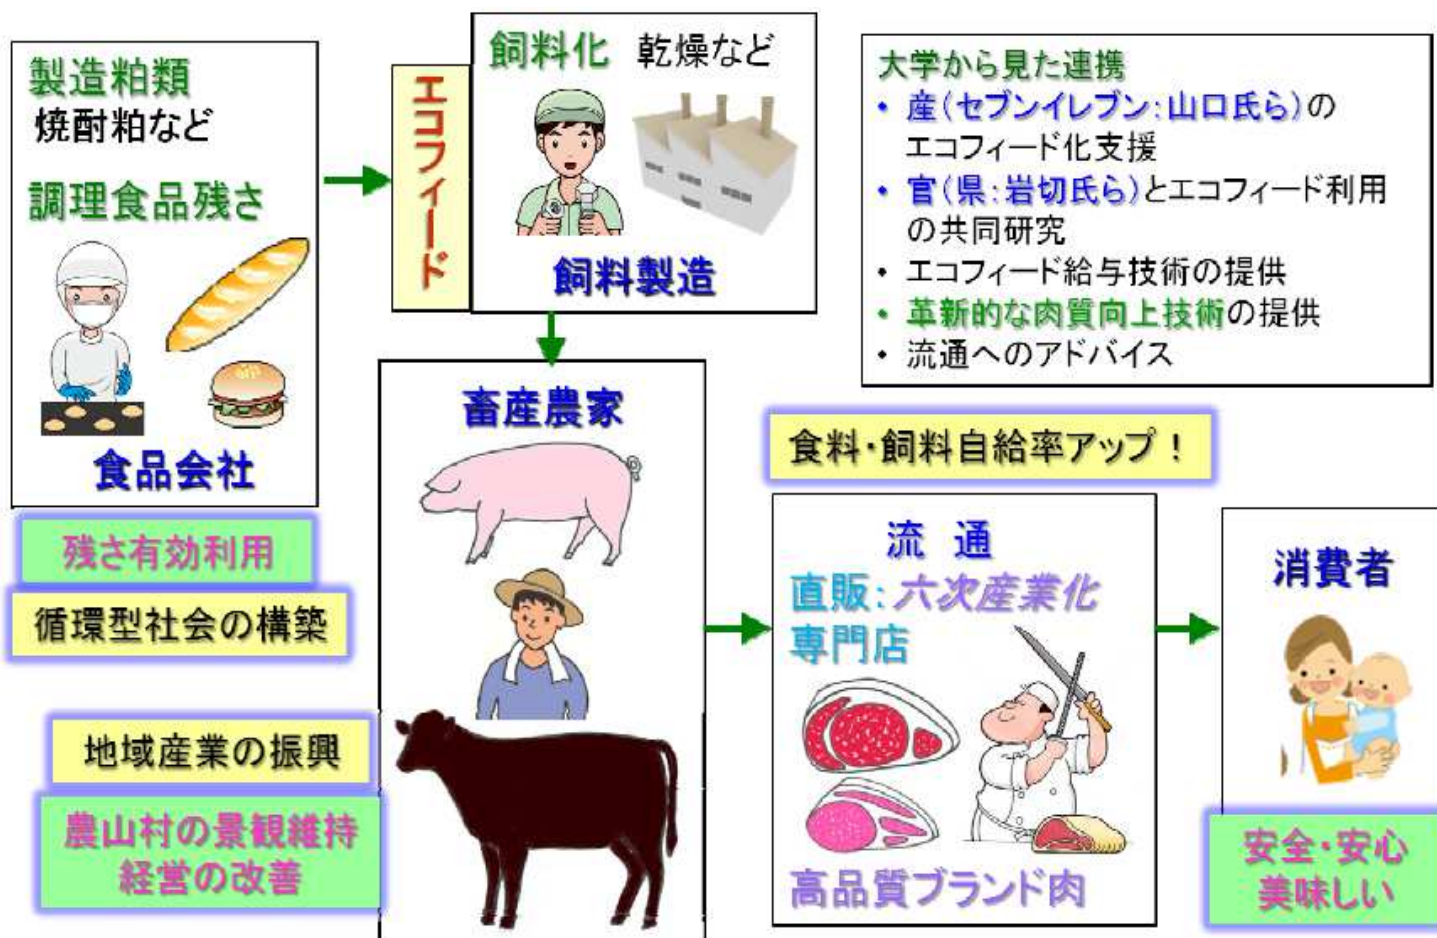 製造粕類
焼酎粕など
調理食品残さ
食品会社
残さ有効利用
循環型社会の構築
エコフィード
飼料化 乾燥など
飼料製造
大学から見た連携
• 産(セブンイレブン:山口氏ら)の
エコフィード化支援
• 官(県:岩切氏ら)とエコフィード利用
の共同研究
• エコフィード給与技術の提供
• 革新的な肉質向上技術の提供
• 流通へのアドバイス
畜産農家
地域産業の振興
農山村の景観維持
経営の改善
食料・飼料自給率アップ!
流 通
直販:六次産業化
専門店
高品質ブランド肉
消費者
安全・安心
美味しい